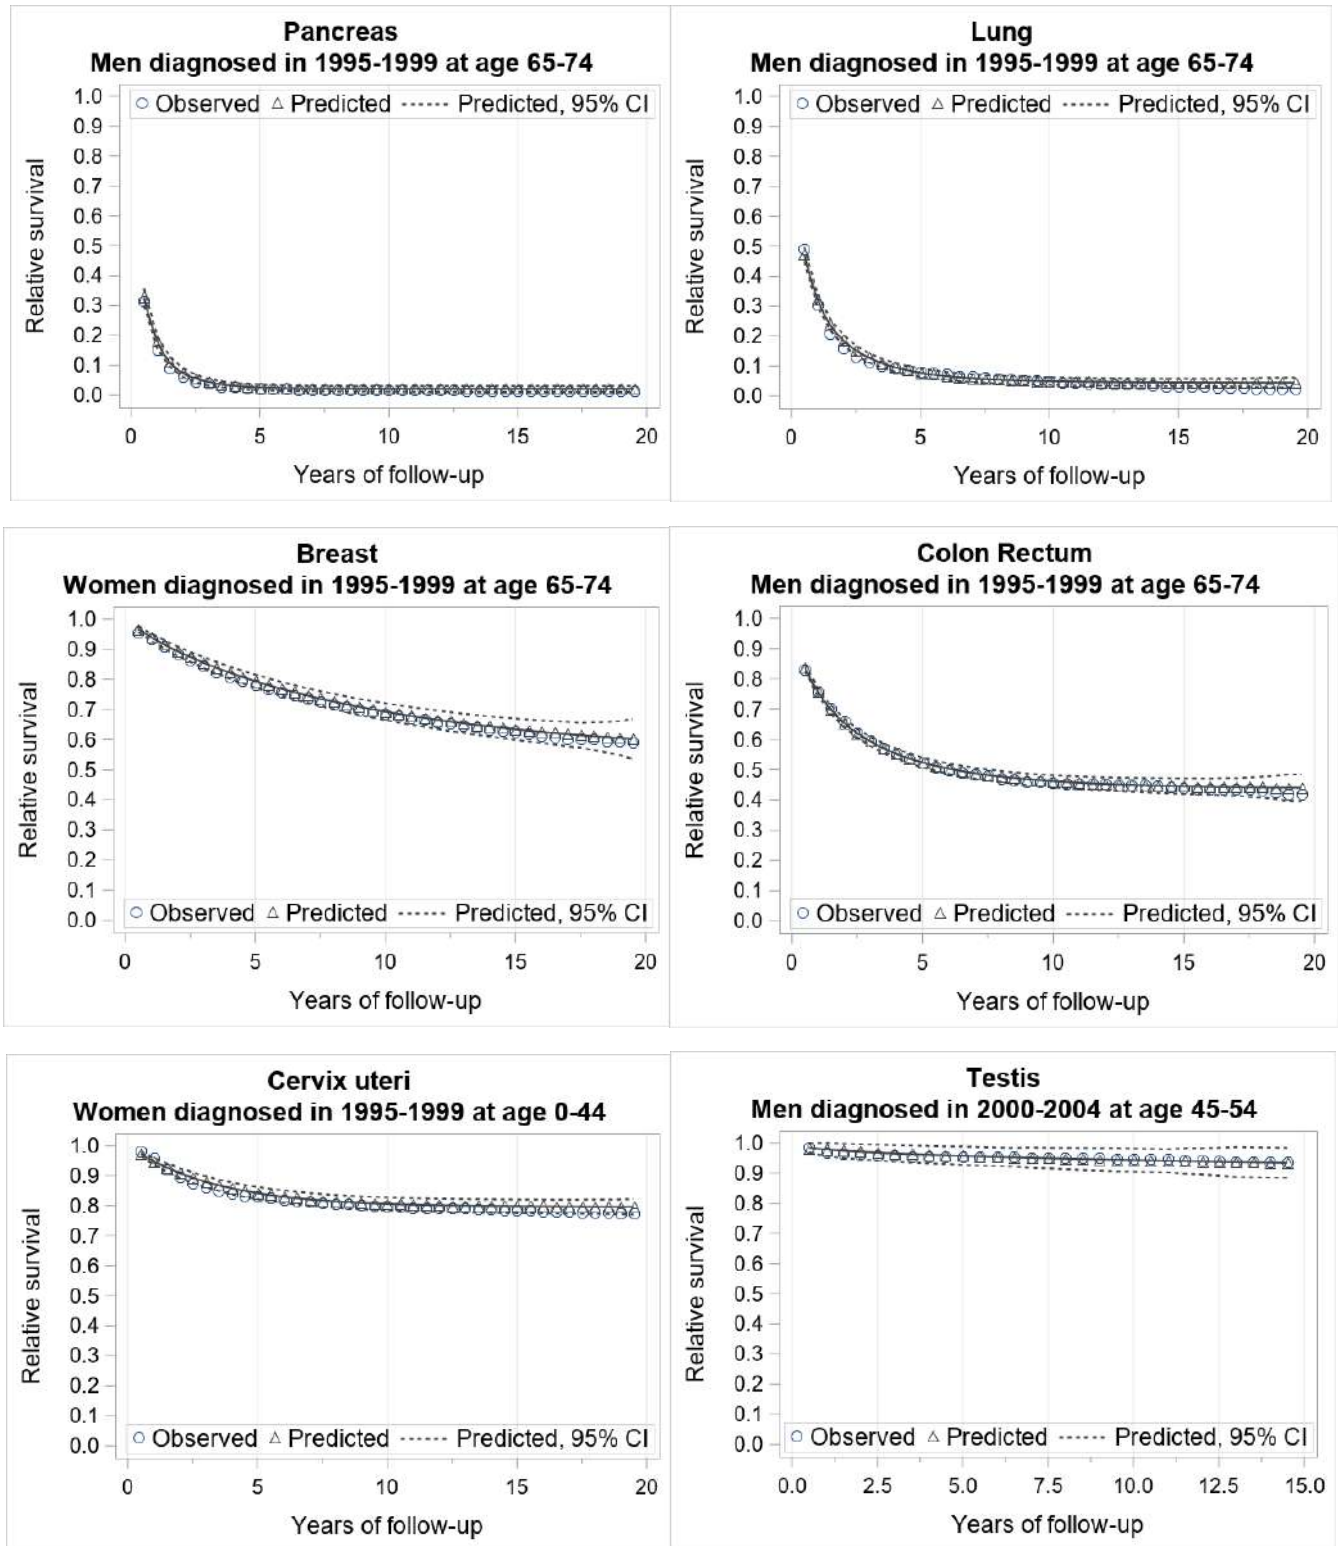 Pancreas
Men diagnosed in 1995-1999 at age 65-74
Observed Predicted Predicted, 95% CI
1.0
0.9
0.8
0.7
0.6
0.5
0.4
0.3
0.2
0.1
0.0
Relative survival
0 5 10 15 20
Years of follow-up
Lung
Men diagnosed in 1995-1999 at age 65-74
Observed Predicted Predicted, 95% CI
1.0
0.9
0.8
0.7
0.6
0.5
0.4
0.3
0.2
0.1
0.0
Relative survival
0 5 10 15 20
Years of follow-up
Breast
Women diagnosed in 1995-1999 at age 65-74
1.0
0.9
0.8
0.7
0.6
0.5
0.4
0.3
0.2
0.1
0.0
Relative survival
Observed Predicted Predicted, 95% CI
0 5 10 15 20
Years of follow-up
Colon Rectum
Men diagnosed in 1995-1999 at age 65-74
1.0
0.9
0.8
0.7
0.6
0.5
0.4
0.3
0.2
0.1
0.0
Relative survival
Observed Predicted Predicted, 95% CI
0 5 10 15 20
Years of follow-up
Cervix uteri
Women diagnosed in 1995-1999 at age 0-44
1.0
0.9
0.8
0.7
0.6
0.5
0.4
0.3
0.2
0.1
0.0
Relative survival
Observed Predicted Predicted, 95% CI
0 5 10 15 20
Years of follow-up
Testis
Men diagnosed in 2000-2004 at age 45-54
1.0
0.9
0.8
0.7
0.6
0.5
0.4
0.3
0.2
0.1
0.0
Relative survival
Observed Predicted Predicted, 95% CI
0.0 2.5 5.0 7.5 10.0 12.5 15.0
Years of follow-up